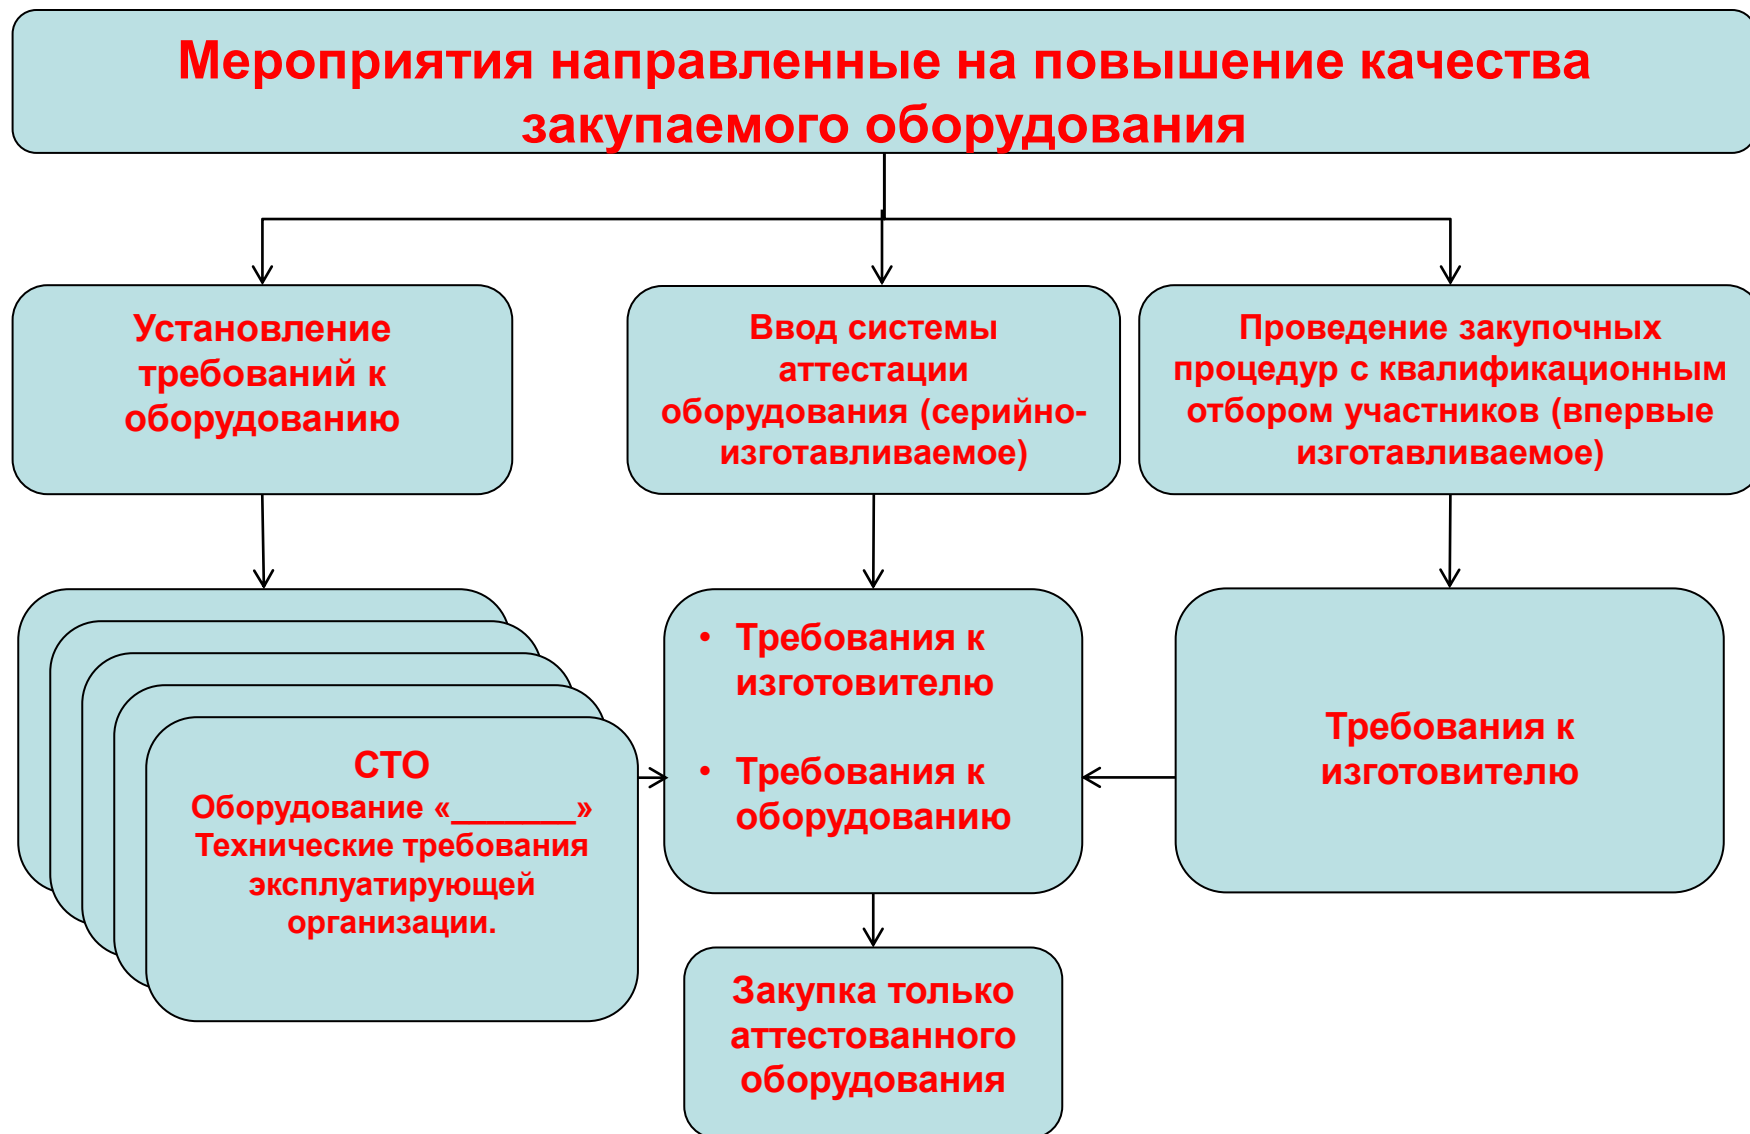 Мероприятия направленные на повышение качества
закупаемого оборудования
Установление
требований к
оборудованию
Ввод системы
аттестации
оборудования (серийно-
изготавливаемое)
Проведение закупочных
процедур с квалификационным
отбором участников (впервые
изготавливаемое)
СТО
Оборудование «_______»
Технические требования
эксплуатирующей
организации.
• Требования к
изготовителю
• Требования к
оборудованию
Требования к
изготовителю
Закупка только
аттестованного
оборудования